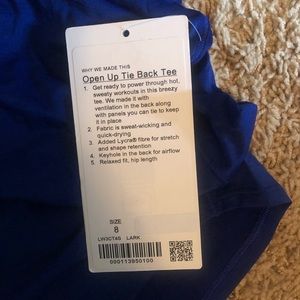 WHY WE MADE THIS
Open Up Tie Back Tee
1. Get ready to power through hot,
sweaty workouts in this breezy
tee. We made it with
ventilation in the back along
with panels you can tie to keep
it in place
2. Fabric is sweat-wicking and
quick-drying
3. Added Lycra® fibre for stretch
and shape retention
4. Keyhole in the back for airflow
5. Relaxed fit, hip length
SIZE
8
LW3CT4S LARK
000113950100